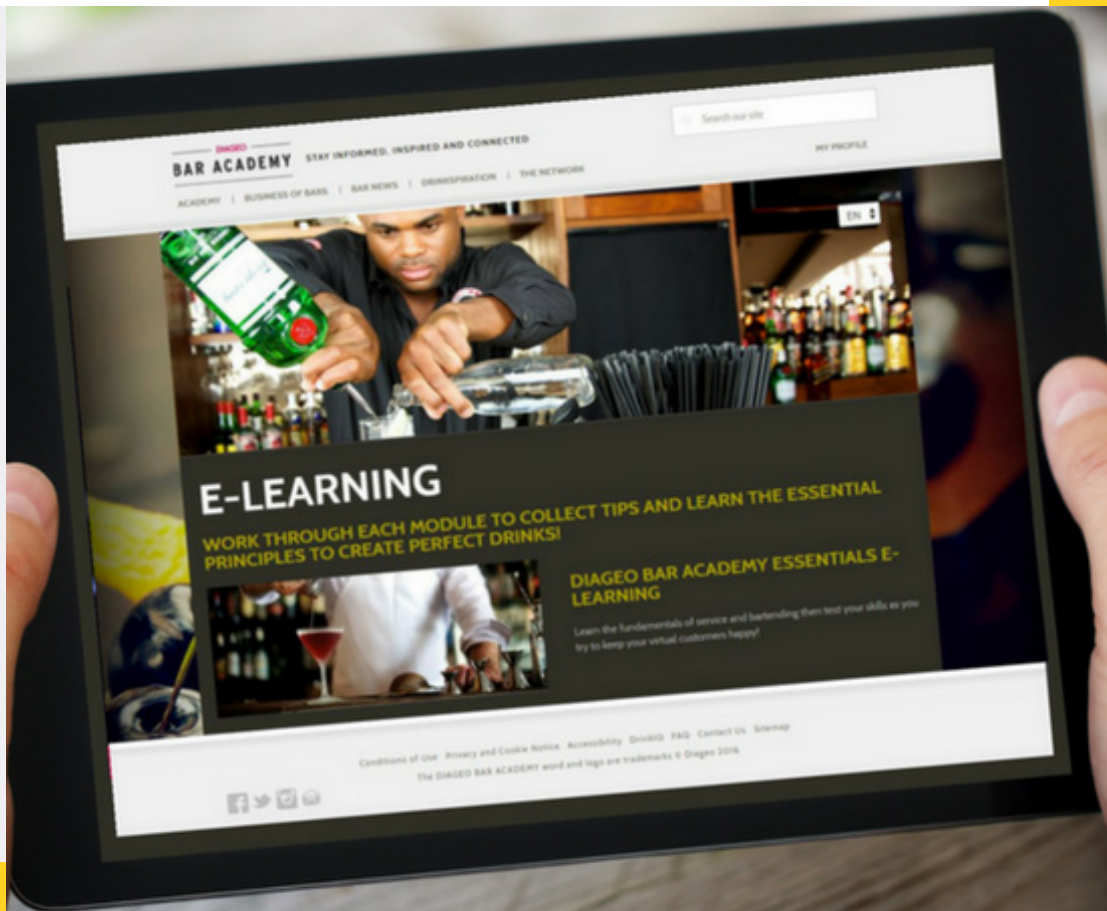 DIAGEO
BAR ACADEMY
STAY INFORMED, INSPIRED AND CONNECTED
Search our site
MY PROFILE
ACADEMY | BUSINESS OF BARS | BAR NEWS | DRINKSPIRATION | THE NETWORK
EN
E-LEARNING
WORK THROUGH EACH MODULE TO COLLECT TIPS AND LEARN THE ESSENTIAL
PRINCIPLES TO CREATE PERFECT DRINKS!
DIAGEO BAR ACADEMY ESSENTIALS E-
LEARNING
Learn the fundamentals of service and bartending then test your skills as you
try to keep your virtual customers happy!
Conditions of Use Privacy and Cookie Notice Accessibility DrinkIQ FAQ Contact Us Sitemap
The DIAGEO BAR ACADEMY word and logo are trademarks © Diageo 2016